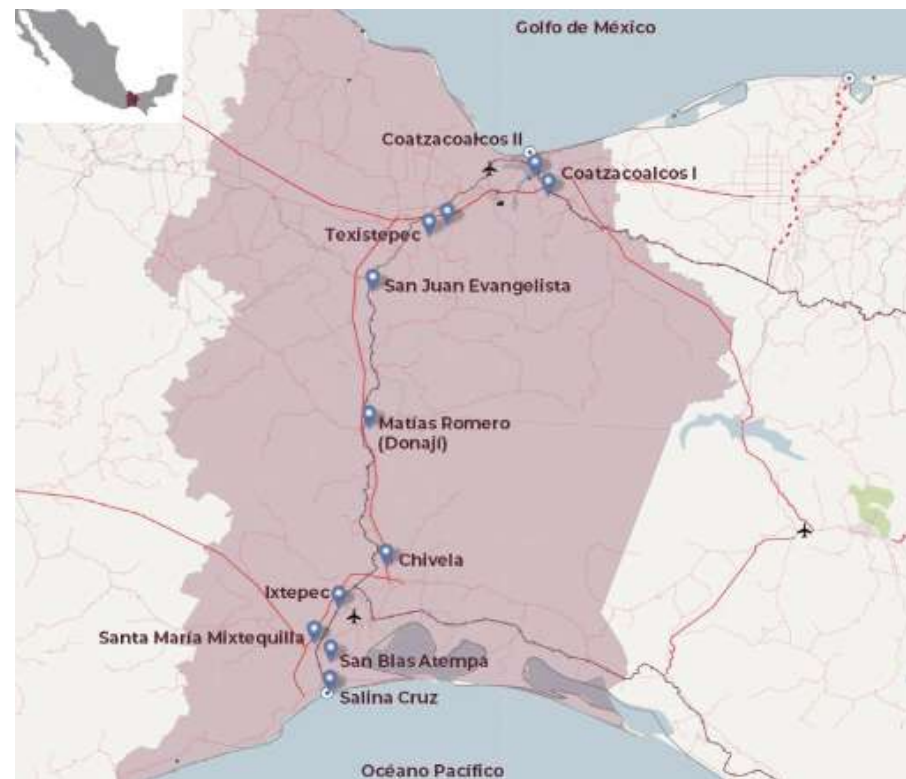 Golfo de México
Coatzacoalcos II
Coatzacoalcos I
Texistepec
San Juan Evangelista
Matías Romero
(Donají)
Chivela
Ixtepec
Santa María Mixtequilla
San Blas Atempa
Salina Cruz
Océano Pacífico